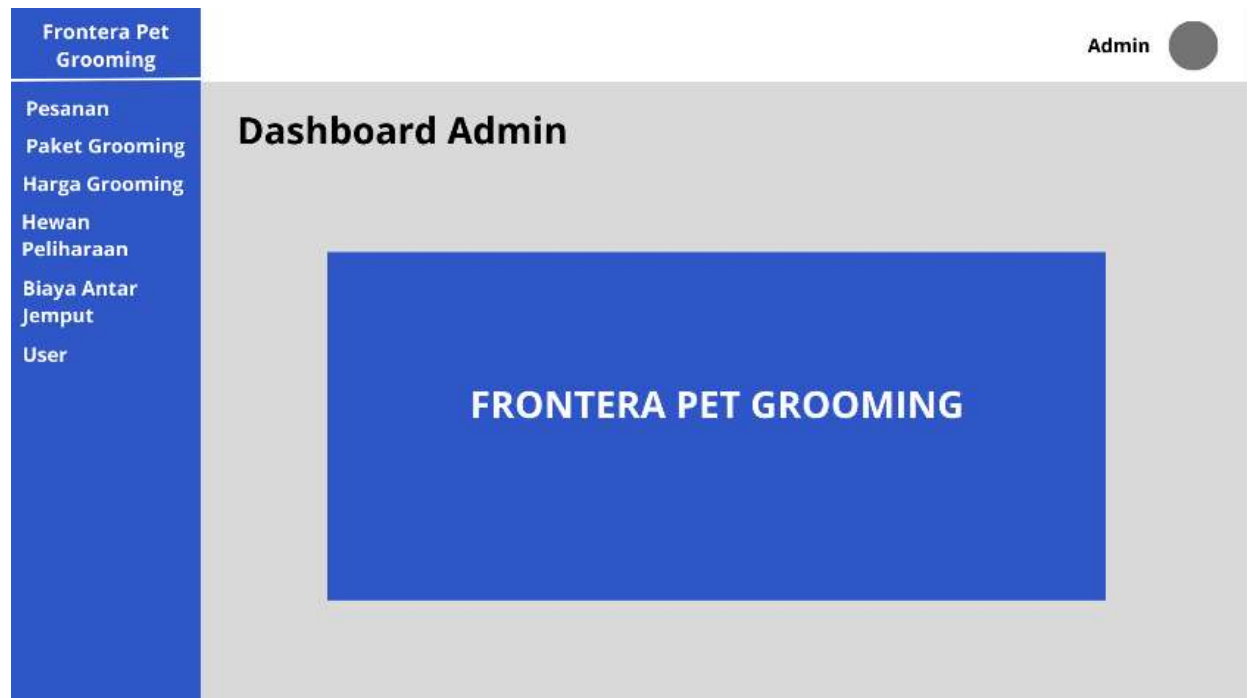 Frontera Pet
Grooming
Admin
Pesanan
Paket Grooming
Harga Grooming
Hewan
Peliharaan
Biaya Antar
Jemput
User
Dashboard Admin
FRONTERA PET GROOMING